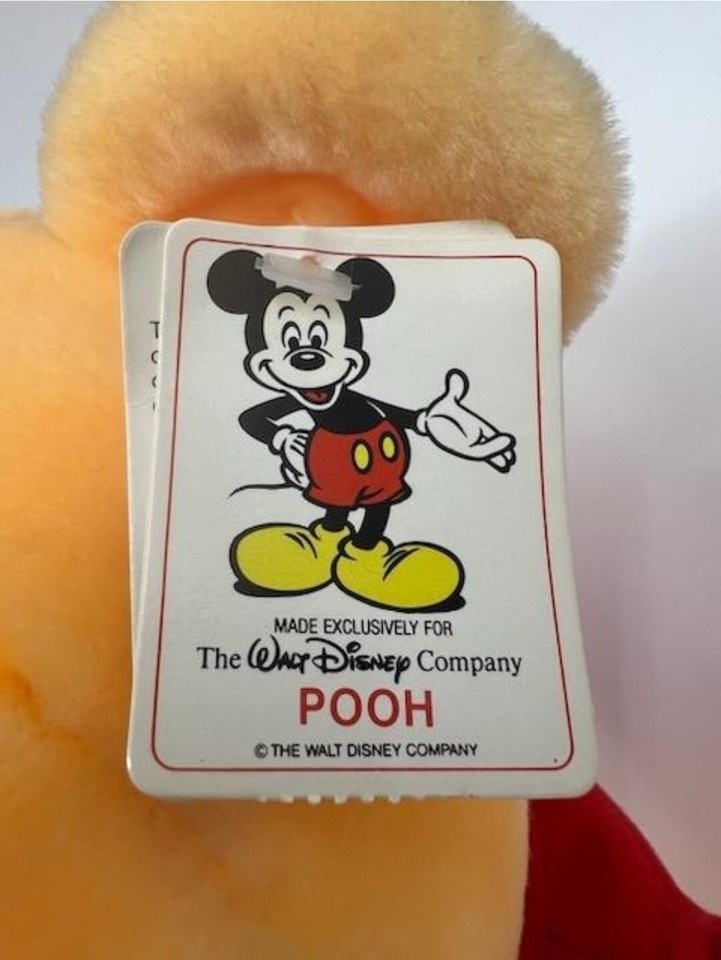 MADE EXCLUSIVELY FOR
The Walt Disney Company
POOH
© THE WALT DISNEY COMPANY